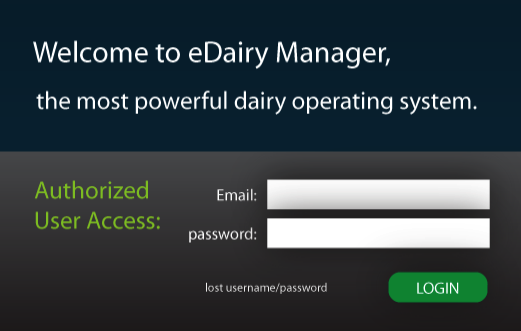 Welcome to eDairy Manager,
the most powerful dairy operating system.
Authorized
User Access:
Email:
password:
lost username/password
LOGIN